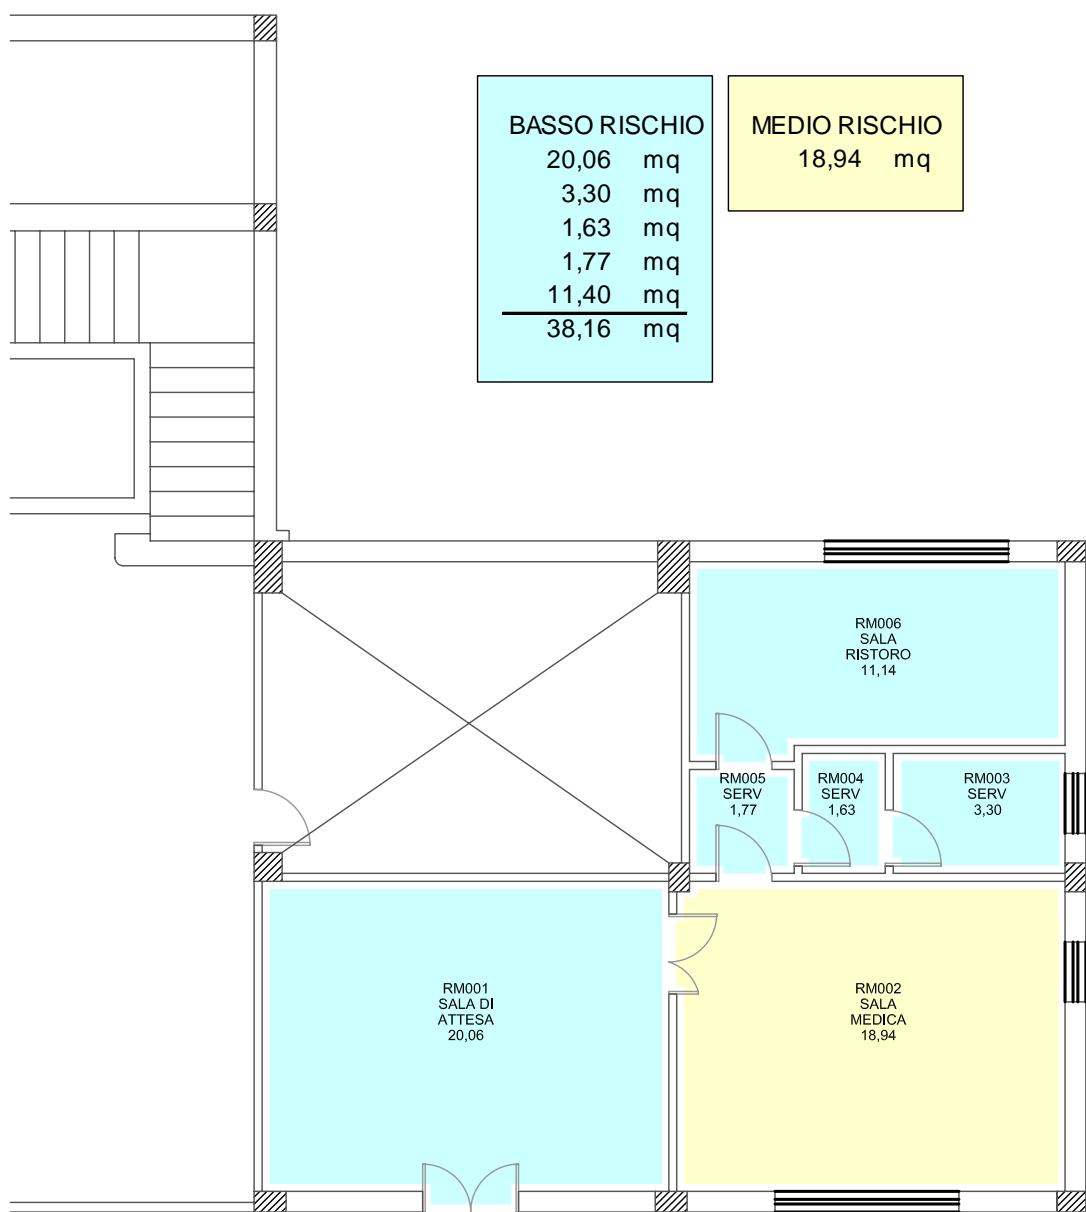 BASSO RISCHIO
20,06 mq
3,30 mq
1,63 mq
1,77 mq
11,40 mq
38,16 mq
MEDIO RISCHIO
18,94 mq
RM006
SALA
RISTORO
11,14
RM005
SERV
1,77
RM004
SERV
1,63
RM003
SERV
3,30
RM001
SALA DI
ATTESA
20,06
RM002
SALA
MEDICA
18,94